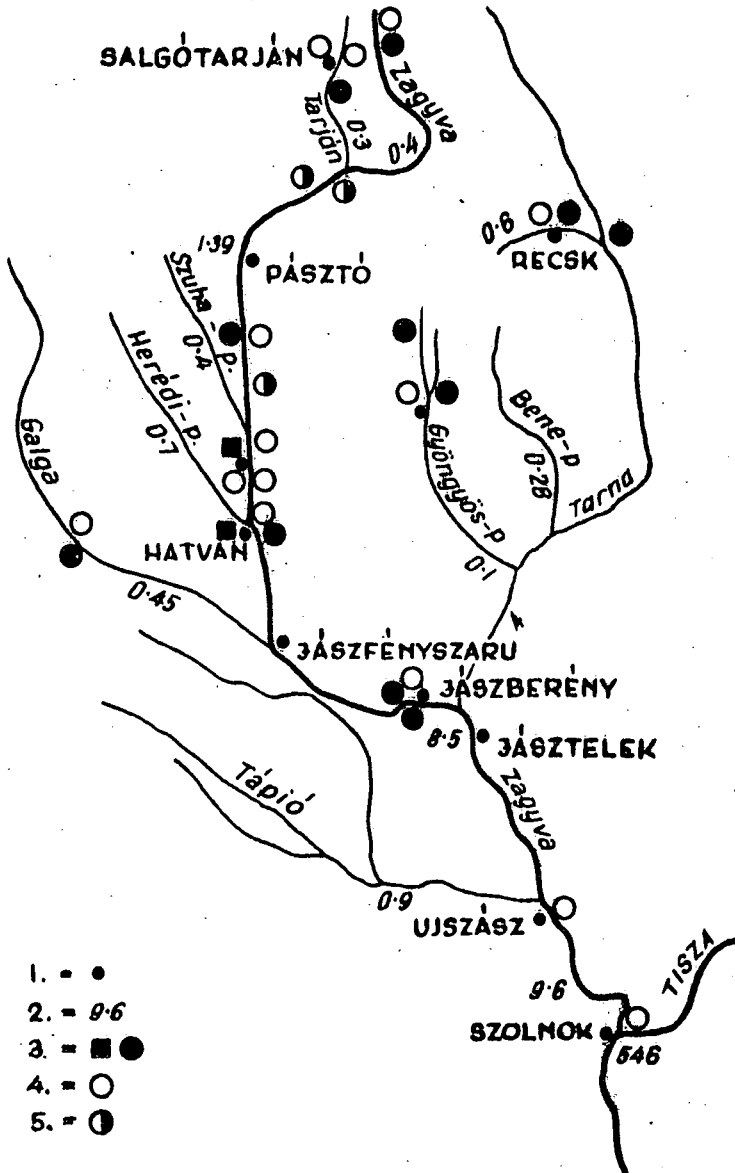 SALGÓTARJÁN
Zagyva
Tarján
0·3
0·4
0·6
RECSK
1·39
PÁSZTÓ
Szuha-p.
0·4
Herédi-p.
0·7
Galga
Gyöngyös-p
Bene-p
0·28
Tarna
0·1
HATVAN
0·45
4
JÁSZFÉNYSZARU
JÁSZBERÉNY
8·5
JÁSZTELEK
Zagyva
Tápió
0·9
UJSZÁSZ
TISZA
9·6
SZOLNOK
546
1. =
2. = 9·6
3. =
4. =
5. =